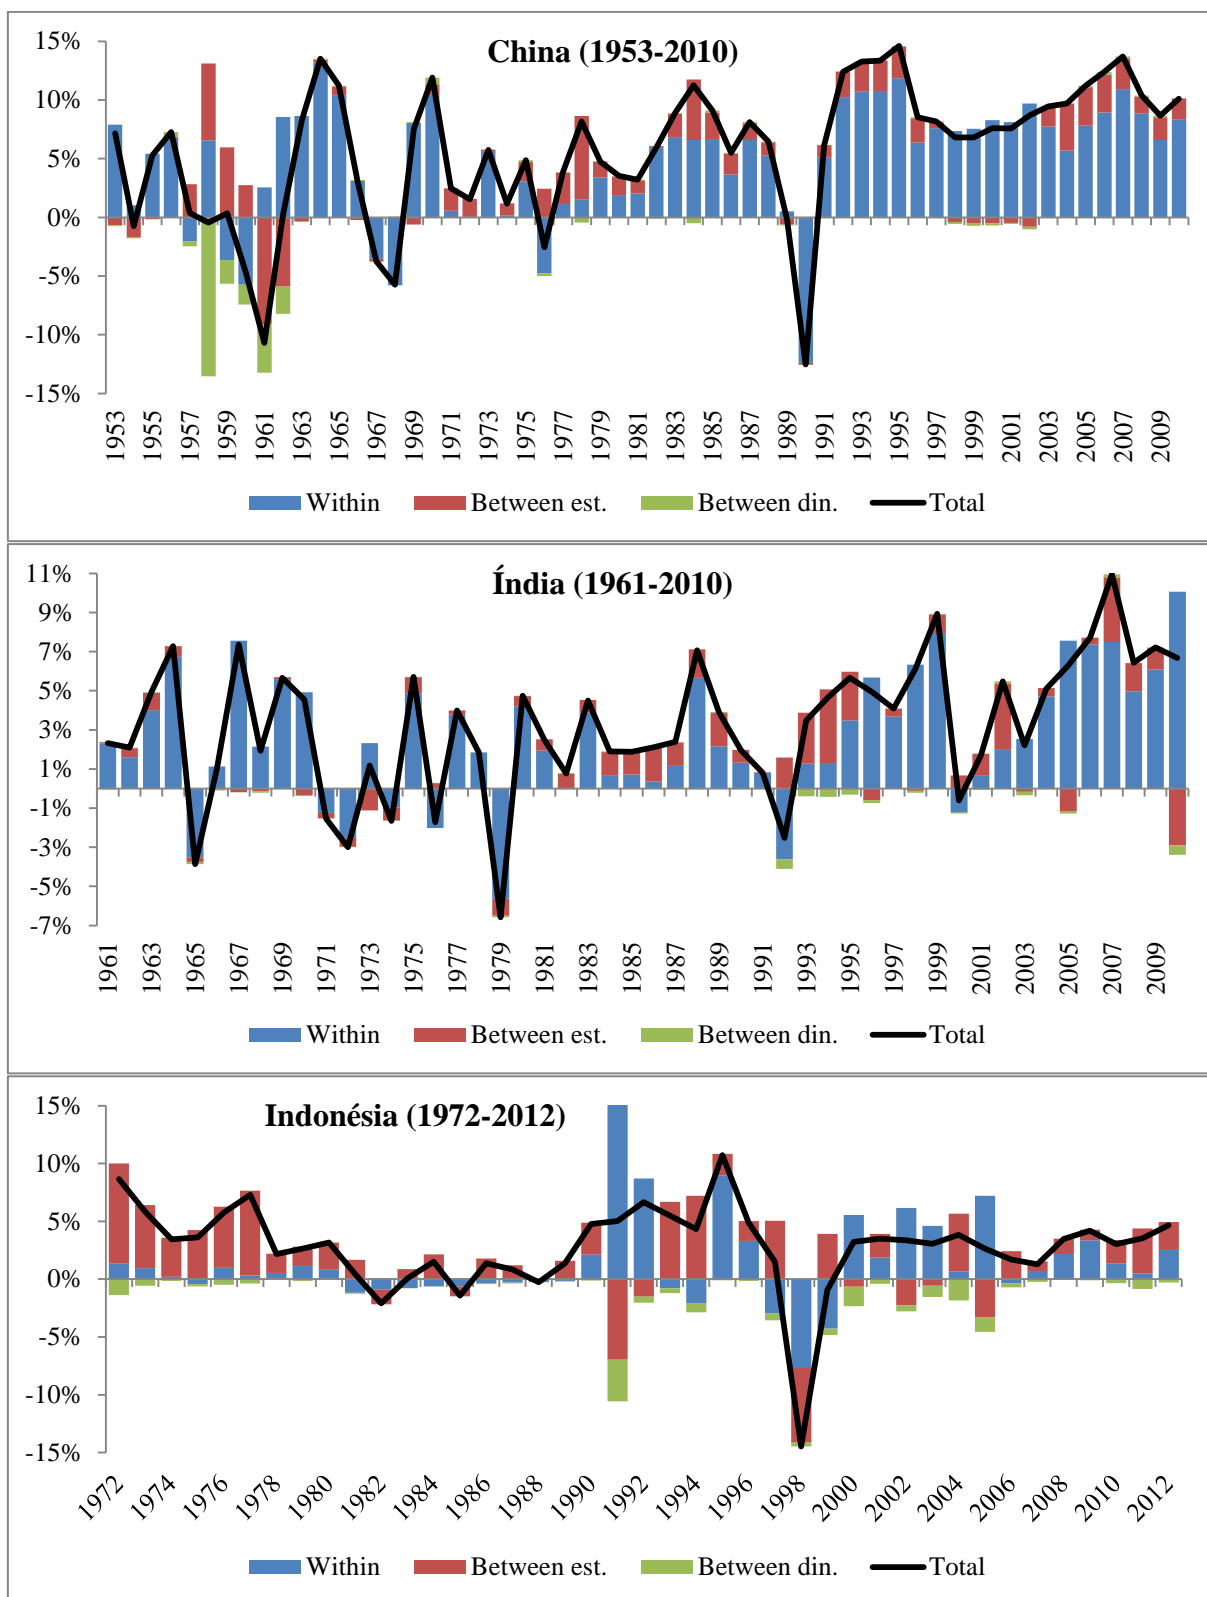 China (1953-2010)
15%
10%
5%
0%
-5%
-10%
-15%
1953 1955 1957 1959 1961 1963 1965 1967 1969 1971 1973 1975 1977 1979 1981 1983 1985 1987 1989 1991 1993 1995 1997 1999 2001 2003 2005 2007 2009
Within Between est. Between din. Total
Índia (1961-2010)
11%
9%
7%
5%
3%
1%
-1%
-3%
-5%
-7%
1961 1963 1965 1967 1969 1971 1973 1975 1977 1979 1981 1983 1985 1987 1989 1991 1993 1995 1997 1999 2001 2003 2005 2007 2009
Within Between est. Between din. Total
Indonésia (1972-2012)
15%
10%
5%
0%
-5%
-10%
-15%
1972 1974 1976 1978 1980 1982 1984 1986 1988 1990 1992 1994 1996 1998 2000 2002 2004 2006 2008 2010 2012
Within Between est. Between din. Total